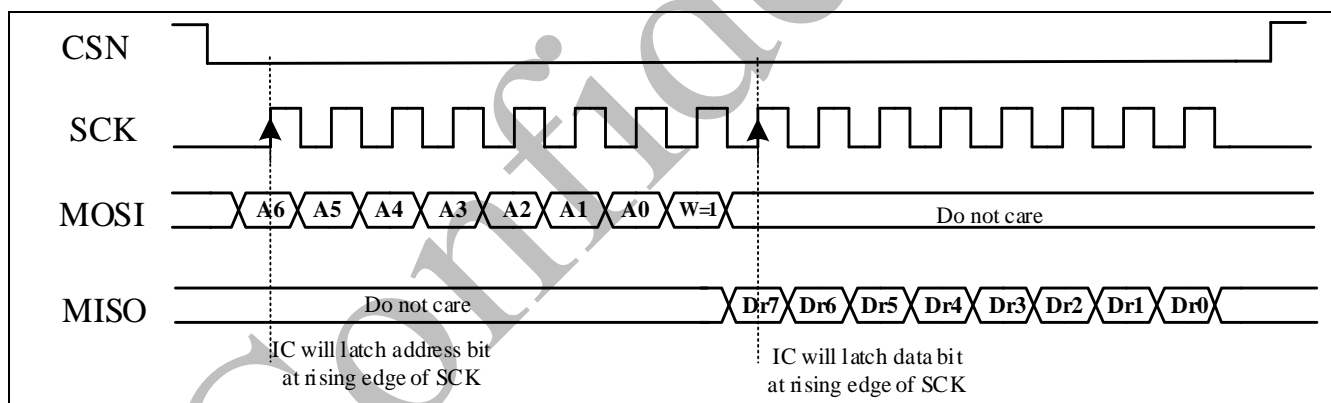 CSN
SCK
MOSI
A6 A5 A4 A3 A2 A1 A0 W=1
Do not care
MISO
Do not care
Dr7 Dr6 Dr5 Dr4 Dr3 Dr2 Dr1 Dr0
IC will latch address bit
at rising edge of SCK
IC will latch data bit
at rising edge of SCK